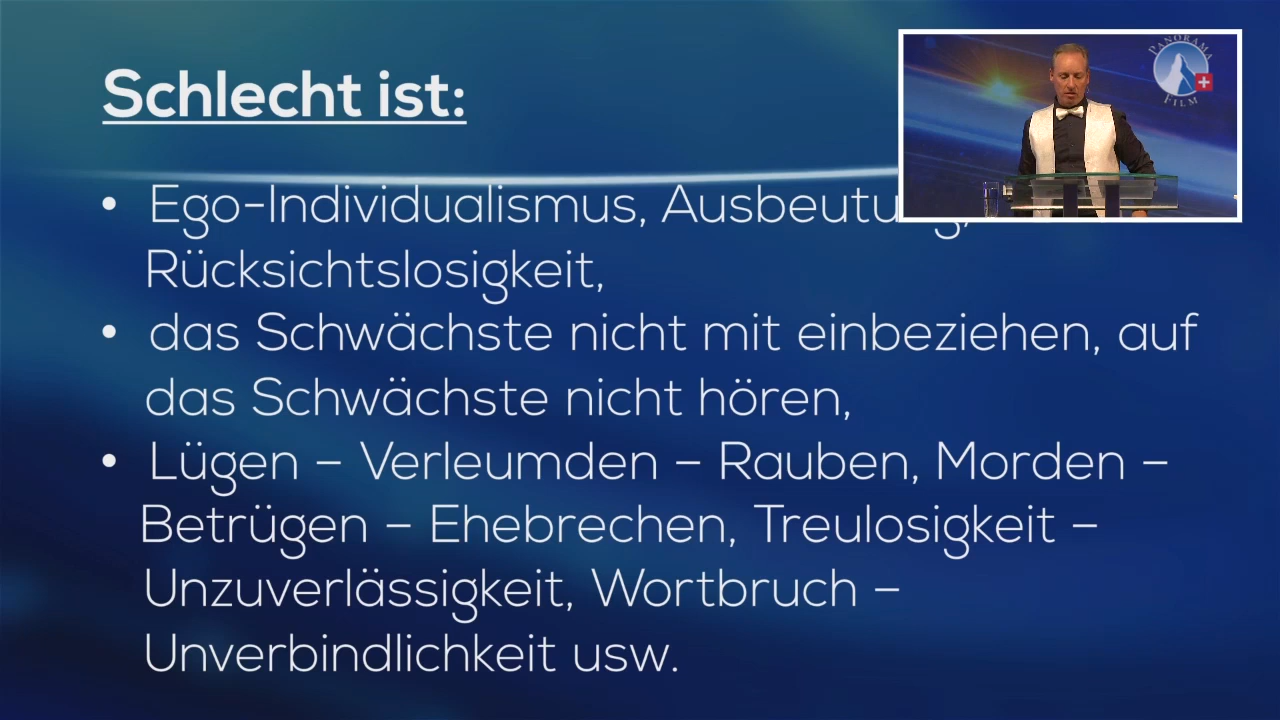 Schlecht ist:
PANORAMA
FILM
• Ego-Individualismus, Ausbeutung,
Rücksichtslosigkeit,
• das Schwächste nicht mit einbeziehen, auf
das Schwächste nicht hören,
• Lügen – Verleumden – Rauben, Morden –
Betrügen – Ehebrechen, Treulosigkeit –
Unzuverlässigkeit, Wortbruch –
Unverbindlichkeit usw.